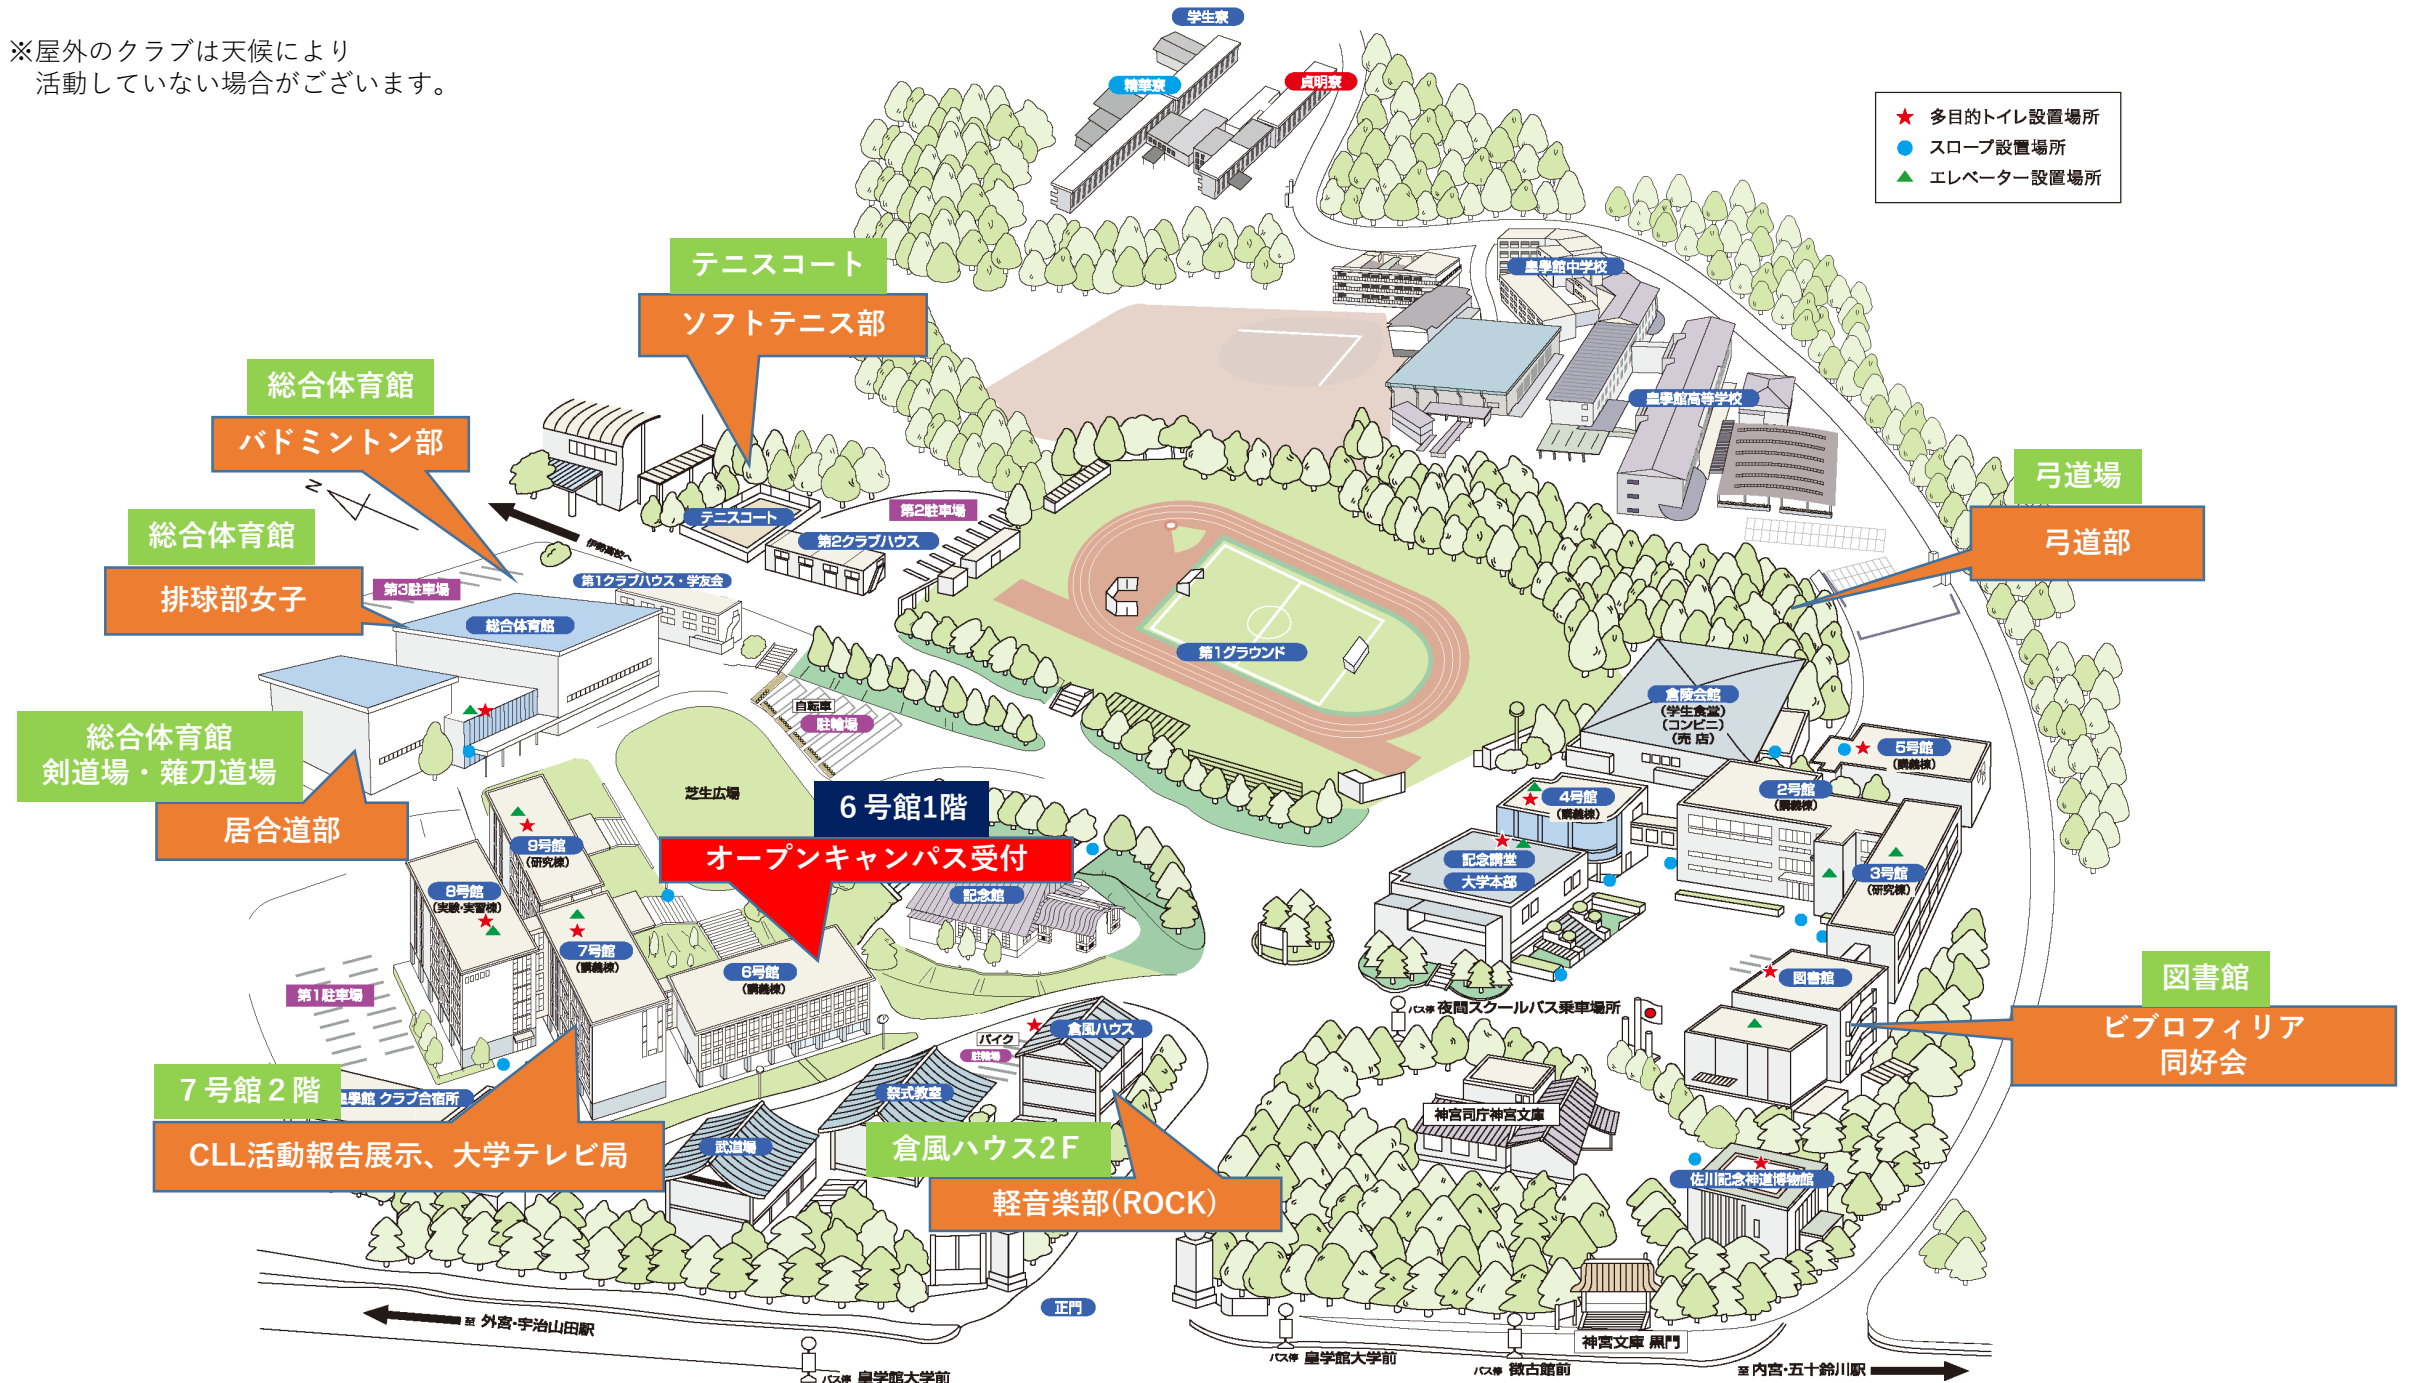 ※屋外のクラブは天候により
活動していない場合がございます。
学生寮
精華寮
貞明寮
★ 多目的トイレ設置場所
● スロープ設置場所
▲ エレベーター設置場所
皇學館中学校
皇學館高等学校
テニスコート
ソフトテニス部
総合体育館
バドミントン部
総合体育館
排球部女子
総合体育館
剣道場・薙刀道場
居合道部
弓道場
弓道部
N
伊勢高校へ
テニスコート
第2駐車場
第2クラブハウス
第1クラブハウス・学友会
第3駐車場
総合体育館
自転車
駐輪場
第1グラウンド
芝生広場
倉陵会館
(学生食堂)
(コンビニ)
(売 店)
5号館
(講義棟)
2号館
(講義棟)
4号館
(講義棟)
3号館
(研究棟)
記念講堂
大学本部
6号館1階
オープンキャンパス受付
記念館
9号館
(研究棟)
8号館
(実験・実習棟)
7号館
(講義棟)
6号館
(講義棟)
第1駐車場
図書館
図書館
ビブロフィリア
同好会
バス停 夜間スクールバス乗車場所
倉風ハウス
バイク
駐輪場
7号館2階
CLL活動報告展示、大学テレビ局
皇學館 クラブ合宿所
祭式教室
武道場
倉風ハウス2F
軽音楽部(ROCK)
神宮司庁神宮文庫
佐川記念神道博物館
正門
至 外宮・宇治山田駅
バス停 皇学館大学前
バス停 皇学館大学前
バス停 徴古館前
神宮文庫 黒門
至 内宮・五十鈴川駅